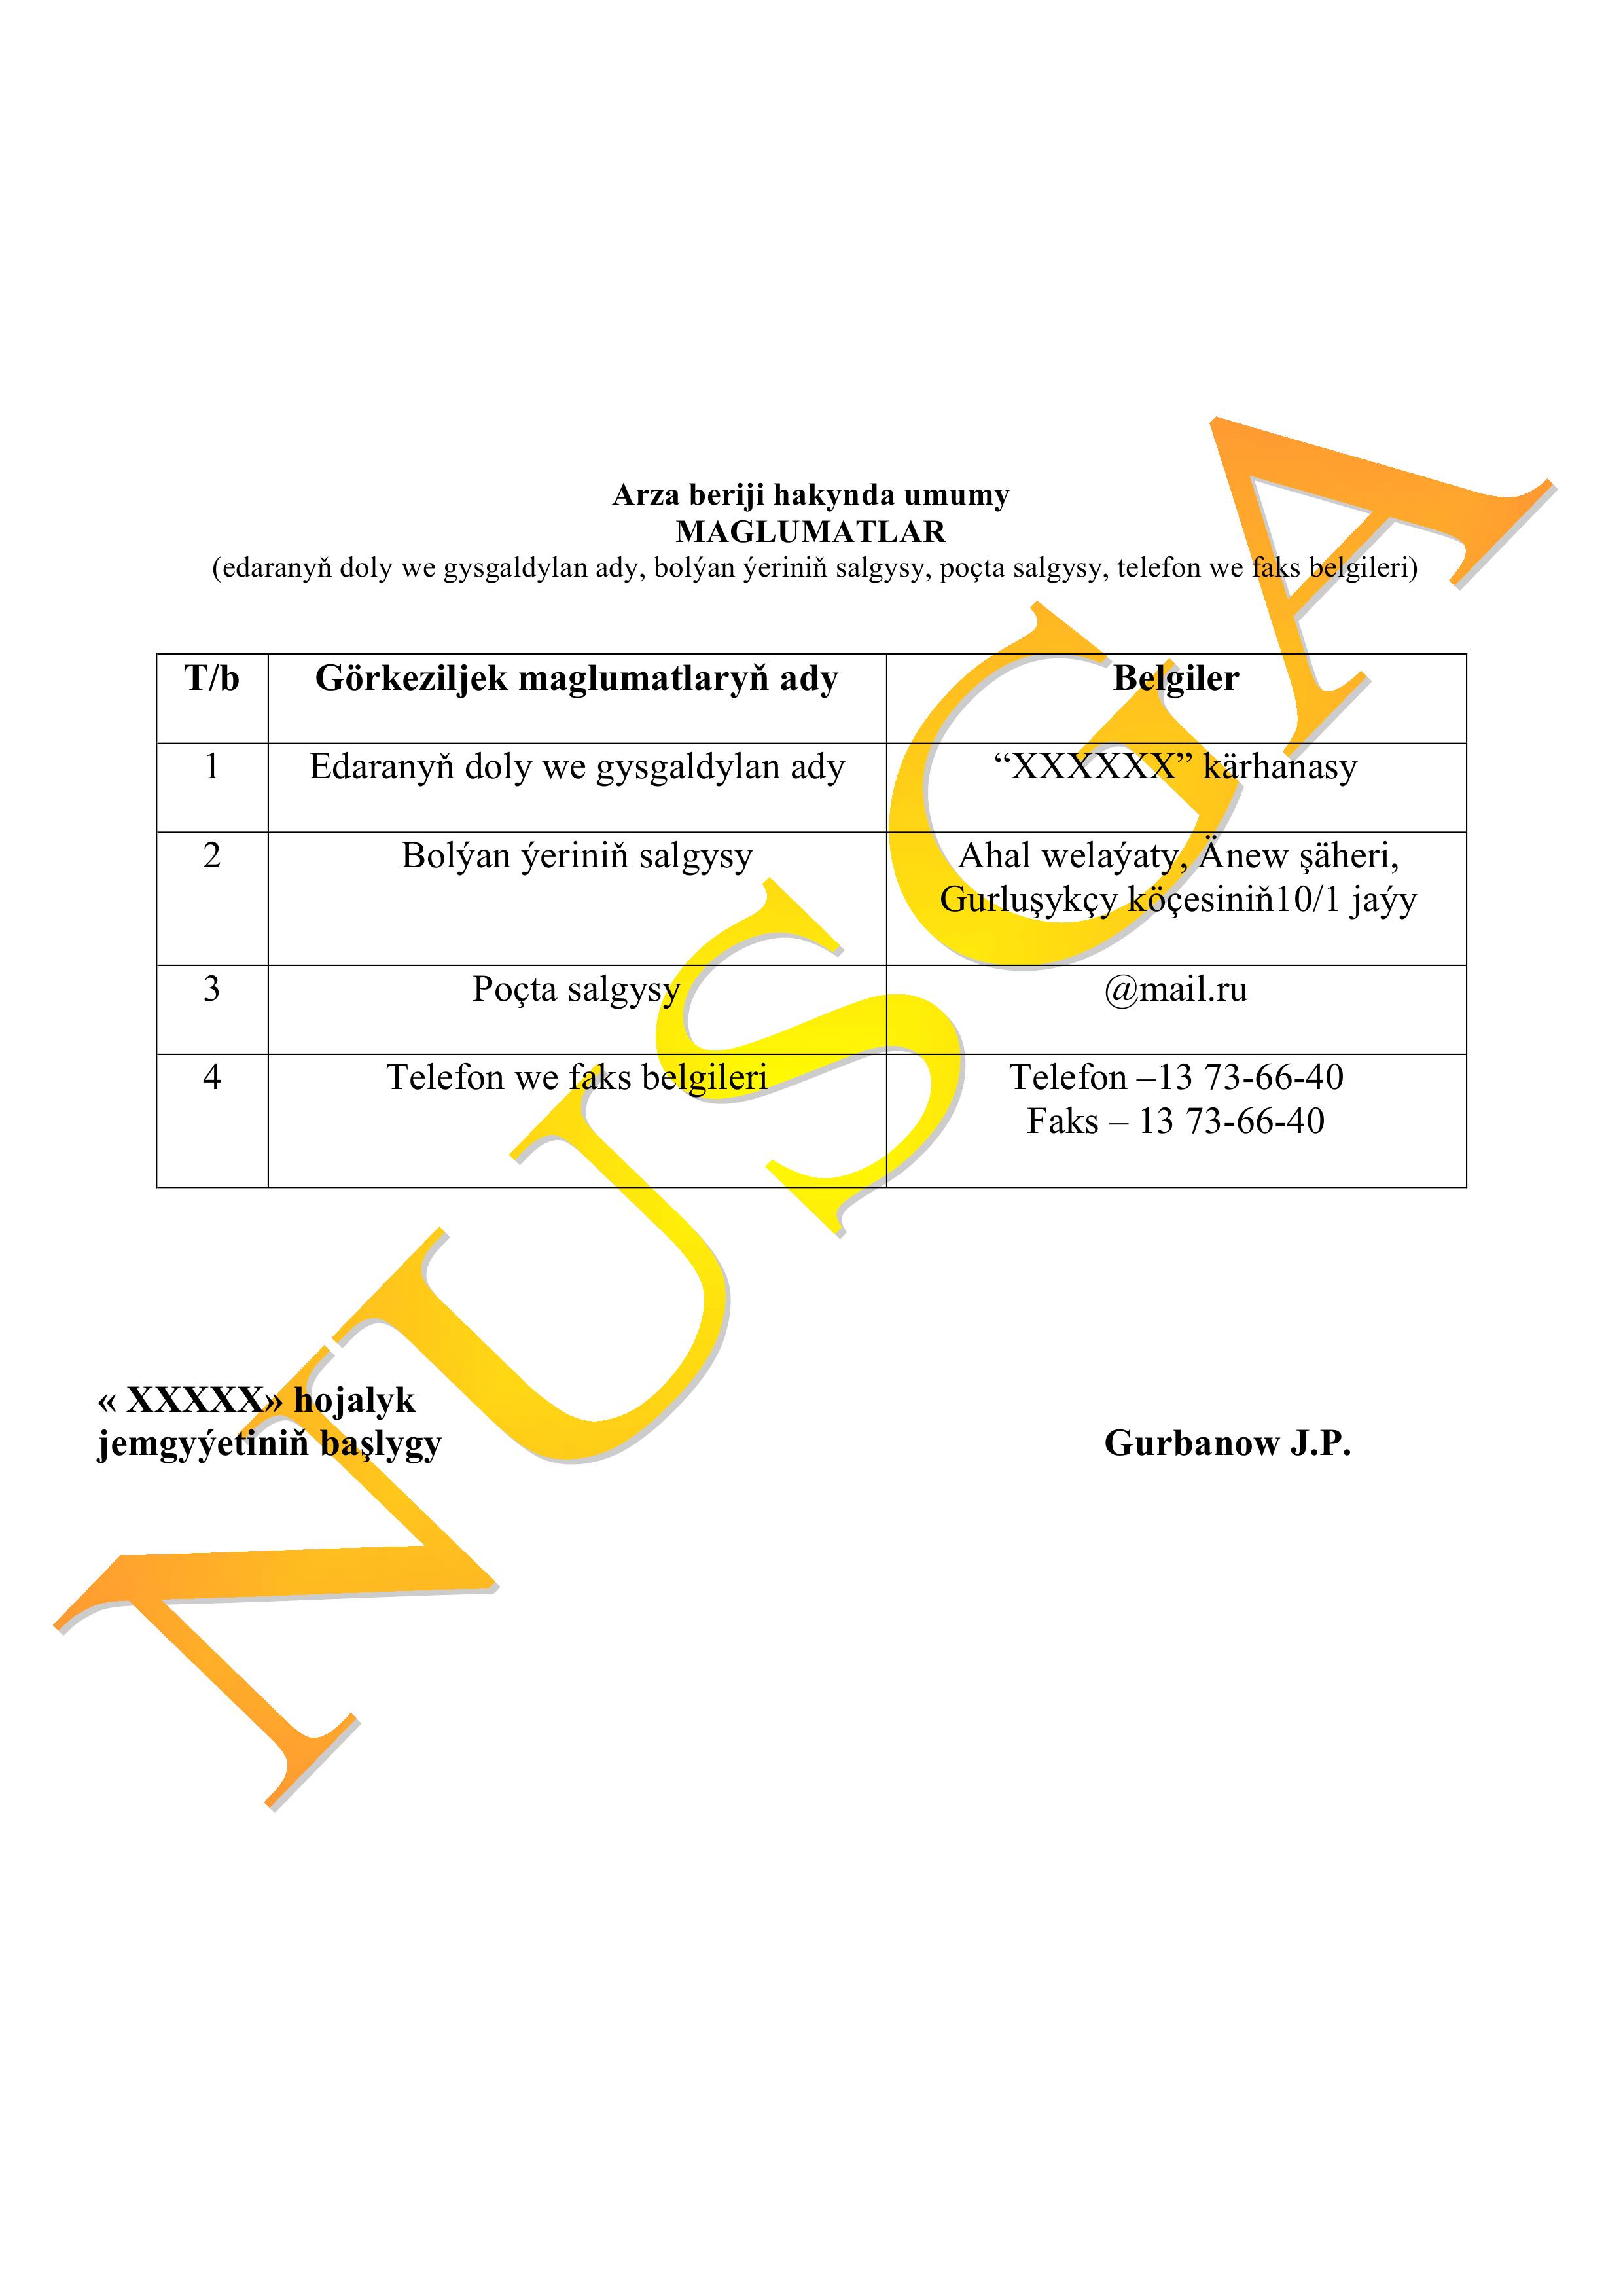 Arza beriji hakynda umumy
MAGLUMATLAR
(edaranyň doly we gysgaldylan ady, bolýan ýeriniň salgysy, poçta salgysy, telefon we faks belgileri)
T/b Görkeziljek maglumatlaryň ady Belgiler
1 Edaranyň doly we gysgaldylan ady “XXXXXX” kärhanasy
2 Bolýan ýeriniň salgysy Ahal welaýaty, Änew şäheri,
Gurluşykçy köçesiniň10/1 jaýy
3 Poçta salgysy @mail.ru
4 Telefon we faks belgileri Telefon –13 73-66-40
Faks – 13 73-66-40
« XXXXX» hojalyk
jemgyýetiniň başlygy Gurbanow J.P.
NUSGA